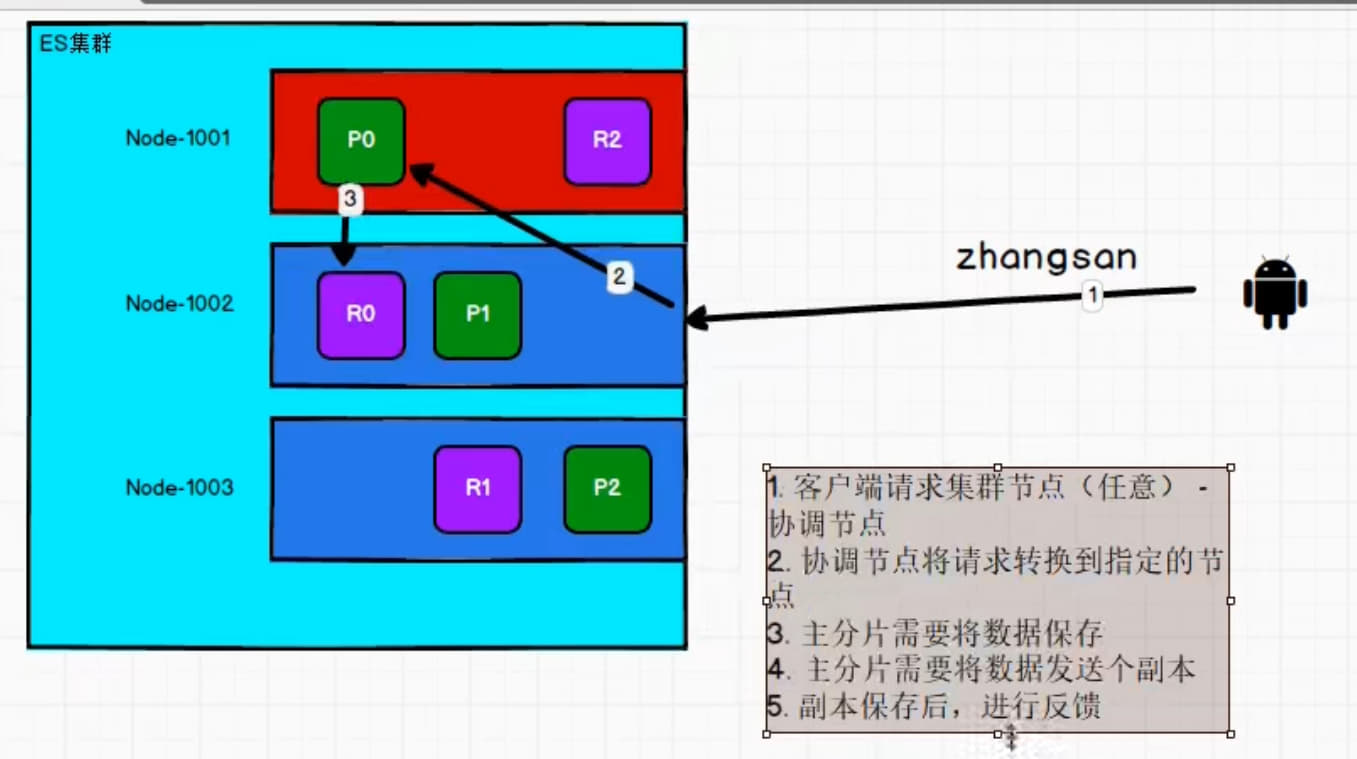 ES集群
Node-1001
P0
R2
3
2
zhangsan
1
Node-1002
R0
P1
Node-1003
R1
P2
1. 客户端请求集群节点（任意） -
协调节点
2. 协调节点将请求转换到指定的节
点
3. 主分片需要将数据保存
4. 主分片需要将数据发送个副本
5. 副本保存后，进行反馈